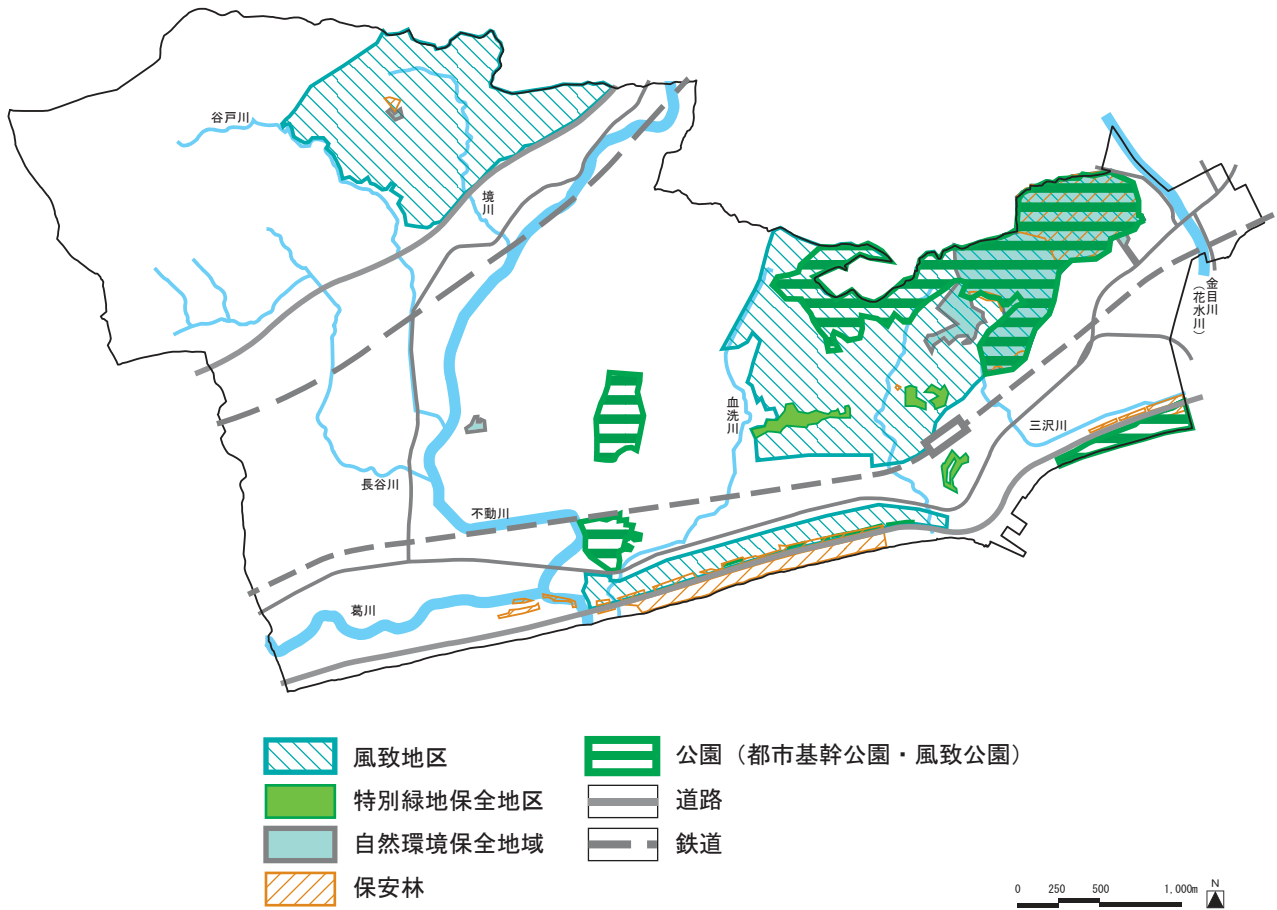 谷戸川
境川
金目川
（花水川）
血洗川
三沢川
長谷川
不動川
葛川
風致地区
公園（都市基幹公園・風致公園）
特別緑地保全地区
道路
自然環境保全地域
鉄道
保安林
0 250 500 1,000m
N